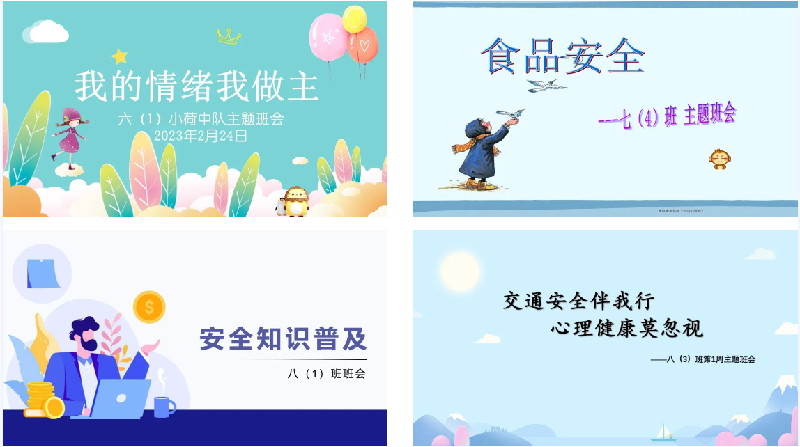 我的情绪我做主
六（1）小荷中队主题班会
2023年2月24日
食品安全
---七（4）班 主题班会
安全知识普及
八（1）班班会
交通安全伴我行
心理健康莫忽视
——八（3）班第1周主题班会